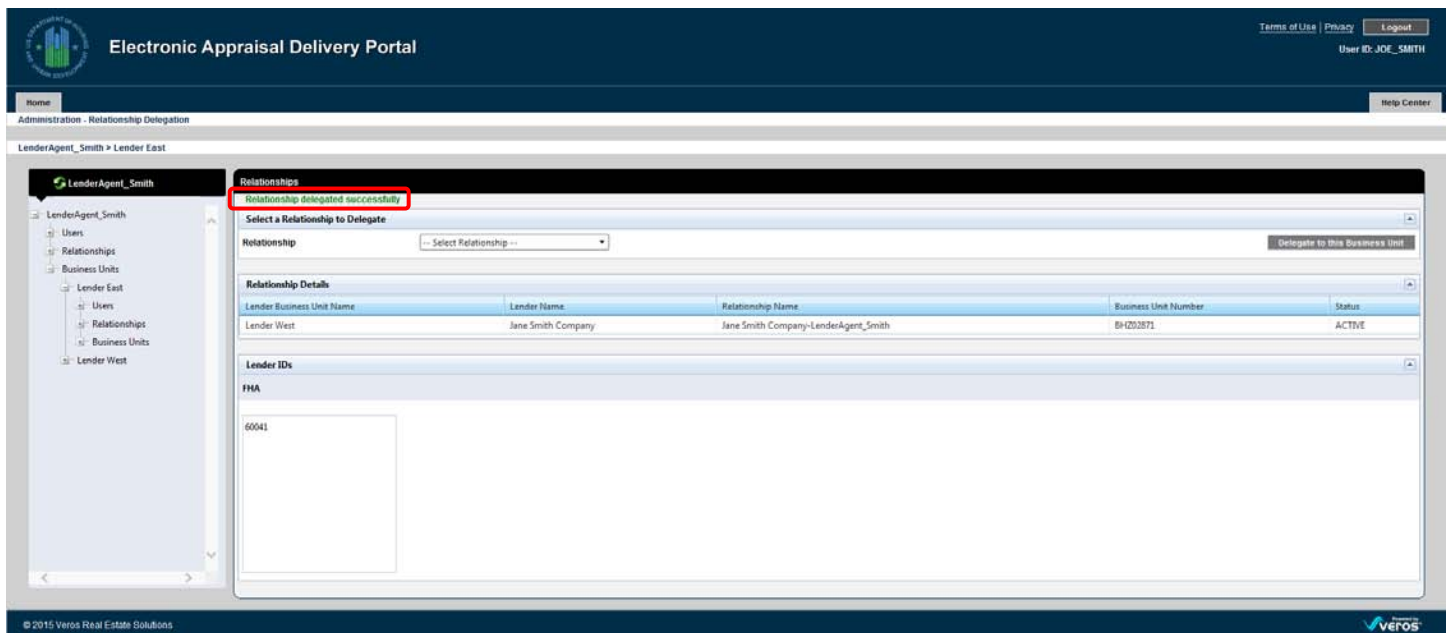 Electronic Appraisal Delivery Portal
Terms of Use | Privacy Logout
User ID: JOE_SMITH
Home Help Center
Administration - Relationship Delegation
LenderAgent_Smith > Lender East
LenderAgent_Smith
LenderAgent_Smith
Users
Relationships
Business Units
Lender East
Users
Relationships
Business Units
Lender West
Relationships
Relationship delegated successfully
Select a Relationship to Delegate
Relationship -- Select Relationship -- Delegate to this Business Unit
Relationship Details
Lender Business Unit Name Lender Name Relationship Name Business Unit Number Status
Lender West Jane Smith Company Jane Smith Company-LenderAgent_Smith BHZ02871 ACTIVE
Lender IDs
FHA
60041
© 2015 Veros Real Estate Solutions
Powered by
veros